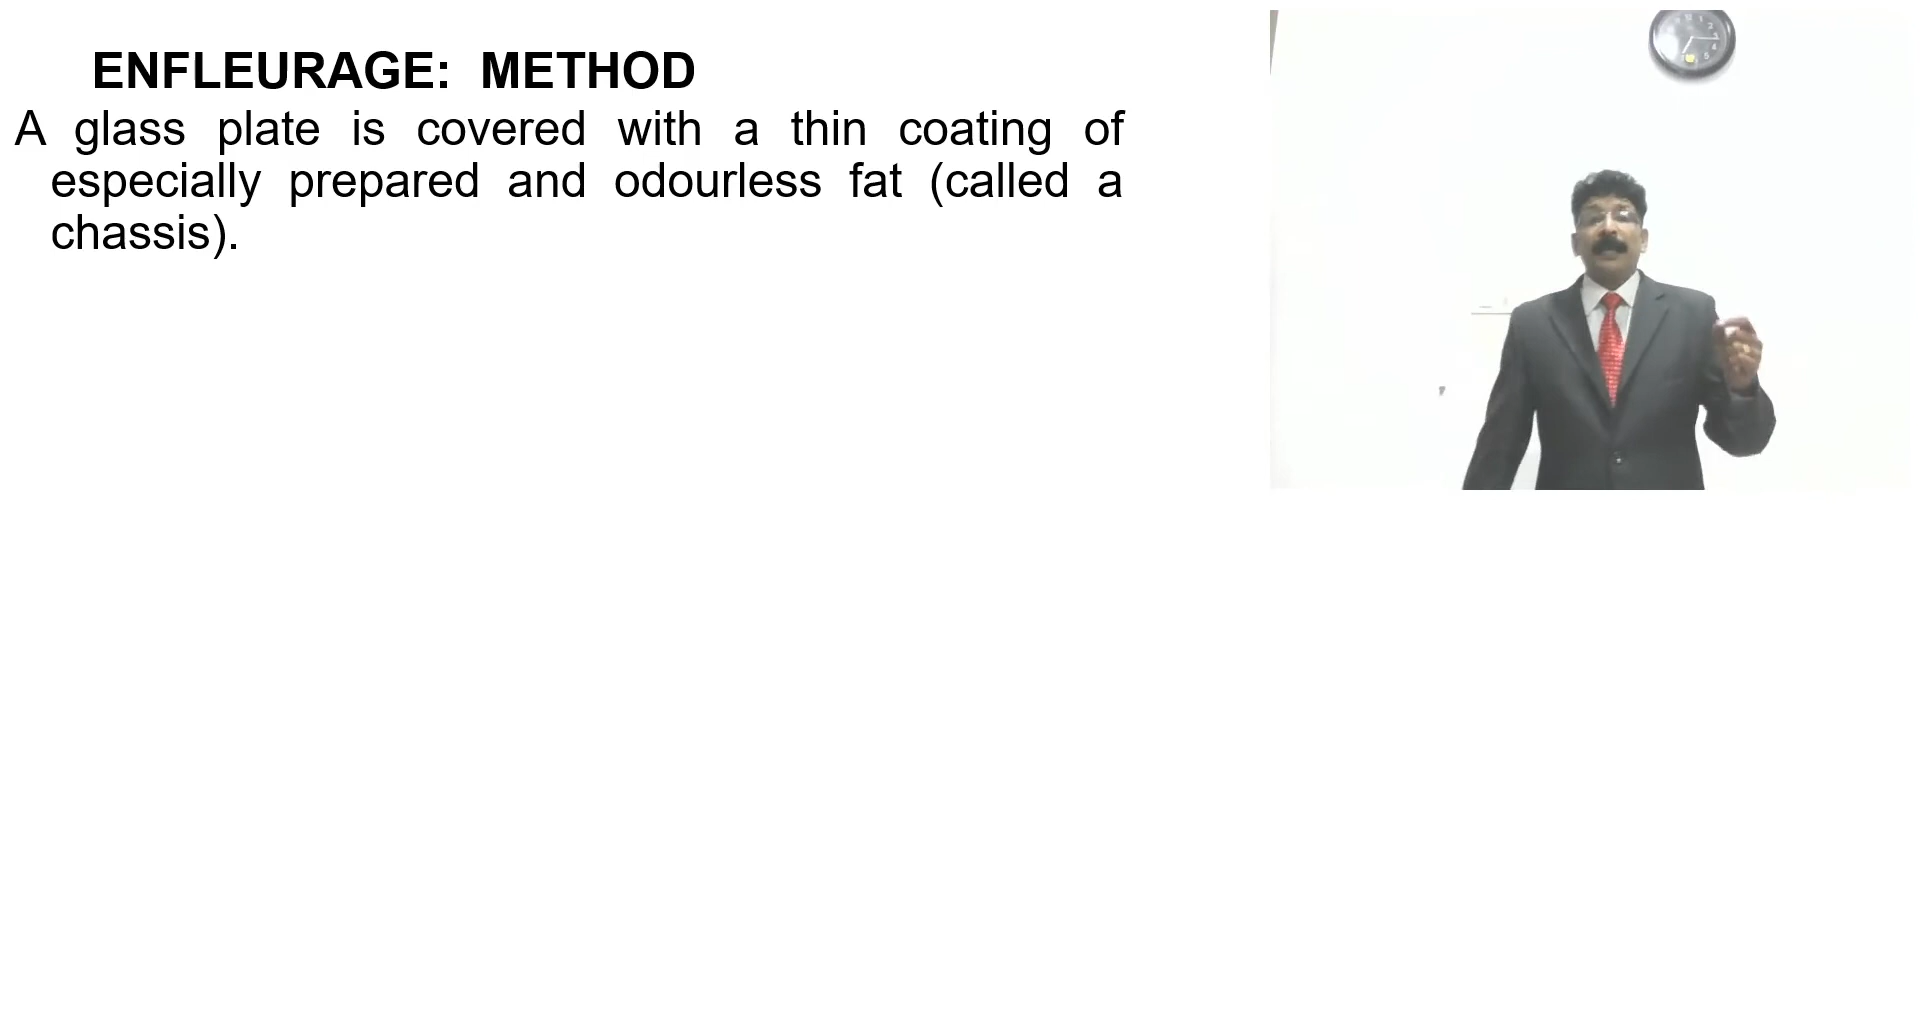 ENFLEURAGE: METHOD
A glass plate is covered with a thin coating of
especially prepared and odourless fat (called a
chassis).